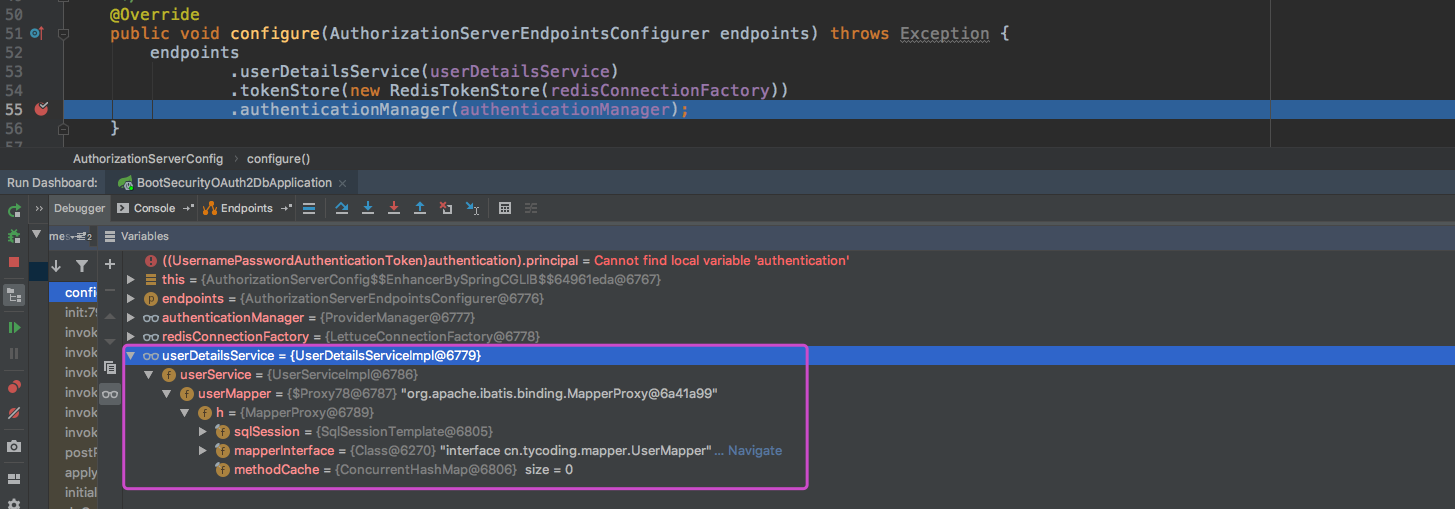 50 @Override
51 public void configure(AuthorizationServerEndpointsConfigurer endpoints) throws Exception {
52 endpoints
53 .userDetailsService(userDetailsService)
54 .tokenStore(new RedisTokenStore(redisConnectionFactory))
55 .authenticationManager(authenticationManager);
56 }
57
AuthorizationServerConfig › configure()
Run Dashboard: BootSecurityOAuth2DbApplication ×
Debugger Console Endpoints
Variables
((UsernamePasswordAuthenticationToken)authentication).principal = Cannot find local variable 'authentication'
this = {AuthorizationServerConfig$$EnhancerBySpringCGLIB$$64961eda@6767}
confi endpoints = {AuthorizationServerEndpointsConfigurer@6776}
init:79 authenticationManager = {ProviderManager@6777}
invok redisConnectionFactory = {LettuceConnectionFactory@6778}
invok userDetailsService = {UserDetailsServiceImpl@6779}
invok userService = {UserServiceImpl@6786}
invok userMapper = {$Proxy78@6787} "org.apache.ibatis.binding.MapperProxy@6a41a99"
invok h = {MapperProxy@6789}
invok sqlSession = {SqlSessionTemplate@6805}
postP mapperInterface = {Class@6270} "interface cn.tycoding.mapper.UserMapper" ... Navigate
apply methodCache = {ConcurrentHashMap@6806} size = 0
initial